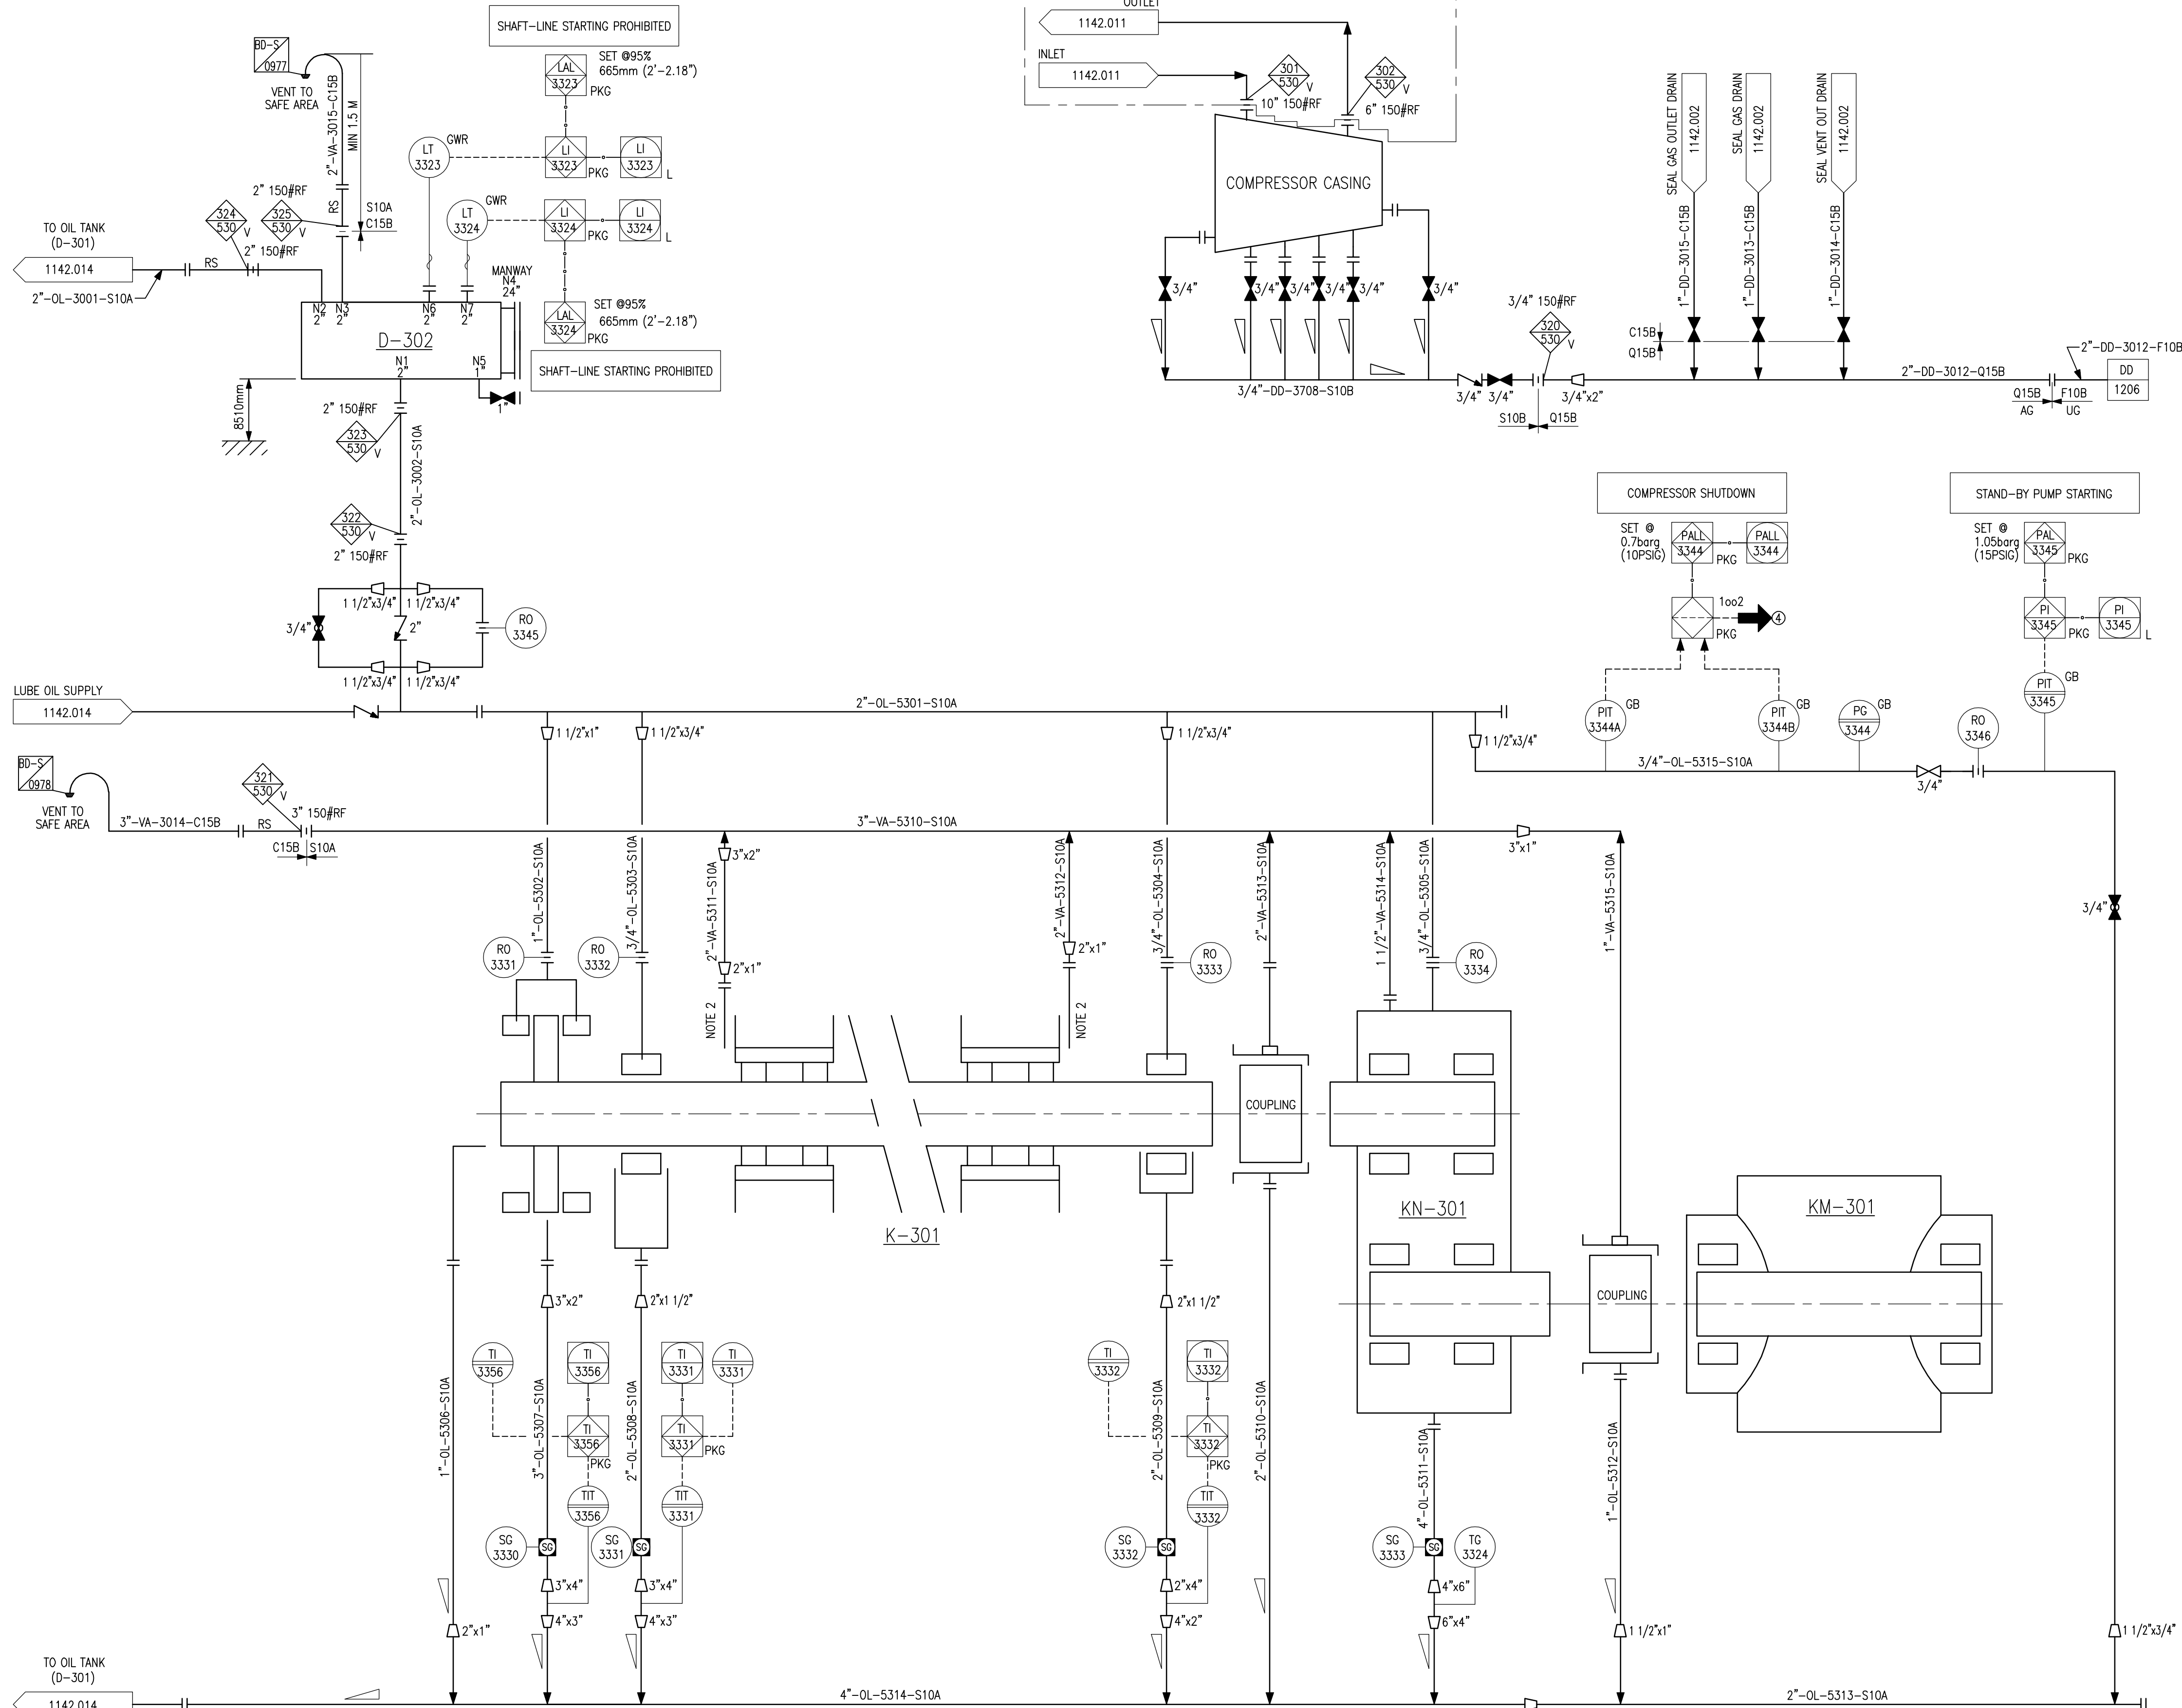 SHAFT-LINE STARTING PROHIBITED
BD-S
0977
VENT TO
SAFE AREA
2"-VA-3015-C15B
MIN 1.5 M
LAL
3323
PKG
SET @95%
665mm (2'-2.18")
LT
3323
GWR
LI
3323
PKG
LI
3323
L
LT
3324
GWR
LI
3324
PKG
LI
3324
L
LAL
3324
PKG
SET @95%
665mm (2'-2.18")
SHAFT-LINE STARTING PROHIBITED
2" 150#RF
324
530
V
325
530
V
2" 150#RF
RS
S10A
C15B
TO OIL TANK
(D-301)
1142.014
RS
2"-OL-3001-S10A
MANWAY
N4
24"
N2
2"
N3
2"
N6
2"
N7
2"
D-302
N1
2"
N5
1"
1"
8510mm
2" 150#RF
323
530
V
2"-OL-3002-S10A
322
530
V
2" 150#RF
1 1/2"x3/4"
1 1/2"x3/4"
3/4"
2"
RO
3345
1 1/2"x3/4"
1 1/2"x3/4"
OUTLET
1142.011
INLET
1142.011
301
530
V
302
530
V
10" 150#RF
6" 150#RF
COMPRESSOR CASING
3/4"
3/4"
3/4"
3/4"
3/4"
3/4"
3/4"-DD-3708-S10B
3/4"
3/4"
3/4" 150#RF
320
530
V
3/4"x2"
S10B
Q15B
SEAL GAS OUTLET DRAIN
1142.002
SEAL GAS DRAIN
1142.002
SEAL VENT OUT DRAIN
1142.002
1"-DD-3015-C15B
1"-DD-3013-C15B
1"-DD-3014-C15B
C15B
Q15B
2"-DD-3012-Q15B
2"-DD-3012-F10B
DD
1206
Q15B
F10B
AG
UG
COMPRESSOR SHUTDOWN
SET @
0.7barg
(10PSIG)
PALL
3344
PKG
PALL
3344
1oo2
4
PKG
STAND-BY PUMP STARTING
SET @
1.05barg
(15PSIG)
PAL
3345
PKG
PI
3345
PKG
PI
3345
L
PIT
3344A
GB
PIT
3344B
GB
PG
3344
GB
RO
3346
PIT
3345
GB
LUBE OIL SUPPLY
1142.014
2"-OL-5301-S10A
1 1/2"x1"
1 1/2"x3/4"
1 1/2"x3/4"
1 1/2"x3/4"
3/4"-OL-5315-S10A
3/4"
BD-S
0978
VENT TO
SAFE AREA
3"-VA-3014-C15B
321
530
V
RS
3" 150#RF
C15B
S10A
3"-VA-5310-S10A
3"x1"
1"-OL-5302-S10A
3/4"-OL-5303-S10A
2"-VA-5311-S10A
3"x2"
2"x1"
NOTE 2
2"-VA-5312-S10A
2"x1"
NOTE 2
3/4"-OL-5304-S10A
2"-VA-5313-S10A
1 1/2"-VA-5314-S10A
3/4"-OL-5305-S10A
1"-VA-5315-S10A
3/4"
RO
3331
RO
3332
RO
3333
RO
3334
COUPLING
K-301
KN-301
KM-301
COUPLING
3"x2"
2"x1 1/2"
2"x1 1/2"
TI
3356
TI
3356
TI
3356
PKG
TIT
3356
TI
3331
TI
3331
TI
3331
PKG
TIT
3331
TI
3332
TI
3332
TI
3332
PKG
TIT
3332
1"-OL-5306-S10A
3"-OL-5307-S10A
2"-OL-5308-S10A
2"-OL-5309-S10A
2"-OL-5310-S10A
4"-OL-5311-S10A
1"-OL-5312-S10A
SG
3330
SG
SG
3331
SG
SG
3332
SG
SG
3333
SG
TG
3324
3"x4"
3"x4"
2"x4"
4"x6"
2"x1"
4"x3"
4"x3"
4"x2"
6"x4"
1 1/2"x1"
1 1/2"x3/4"
TO OIL TANK
(D-301)
1142.014
4"-OL-5314-S10A
2"-OL-5313-S10A